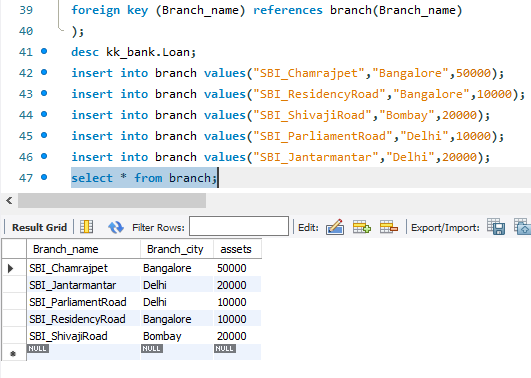 39 foreign key (Branch_name) references branch(Branch_name)
40 );
41 desc kk_bank.Loan;
42 insert into branch values("SBI_Chamrajpet","Bangalore",50000);
43 insert into branch values("SBI_ResidencyRoad","Bangalore",10000);
44 insert into branch values("SBI_ShivajiRoad","Bombay",20000);
45 insert into branch values("SBI_ParliamentRoad","Delhi",10000);
46 insert into branch values("SBI_Jantarmantar","Delhi",20000);
47 select * from branch;
Result Grid Filter Rows: Edit: Export/Import:
Branch_name Branch_city assets
SBI_Chamrajpet Bangalore 50000
SBI_Jantarmantar Delhi 20000
SBI_ParliamentRoad Delhi 10000
SBI_ResidencyRoad Bangalore 10000
SBI_ShivajiRoad Bombay 20000
NULL NULL NULL